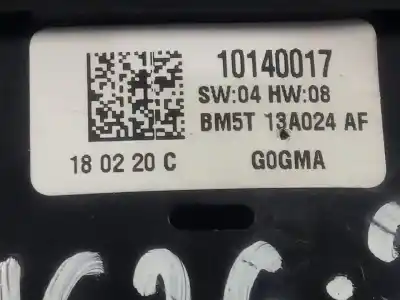 10140017
SW:04 HW:08
BM5T 13A024 AF
18 02 20 C G0GMA